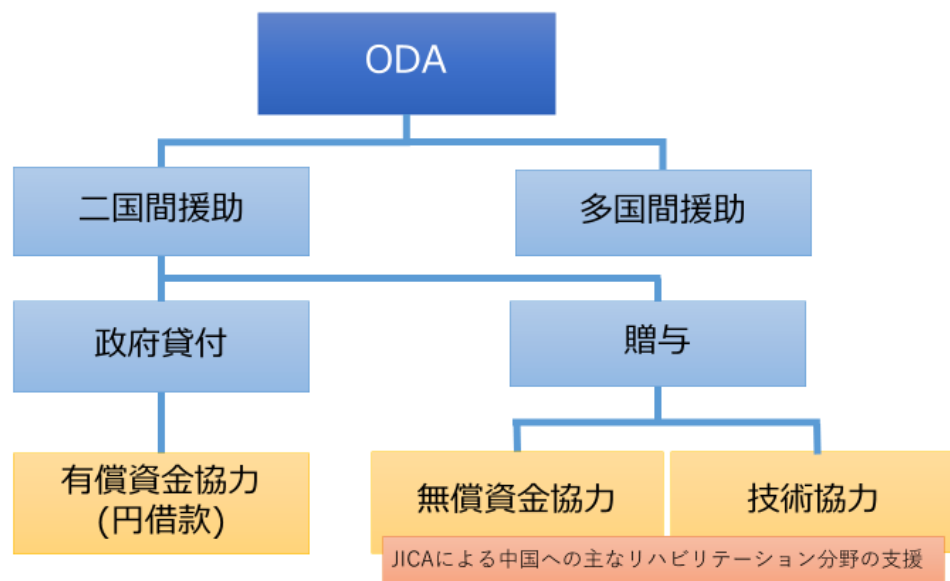 ODA
二国間援助
多国間援助
政府貸付
贈与
有償資金協力
(円借款)
無償資金協力
技術協力
JICAによる中国への主なリハビリテーション分野の支援